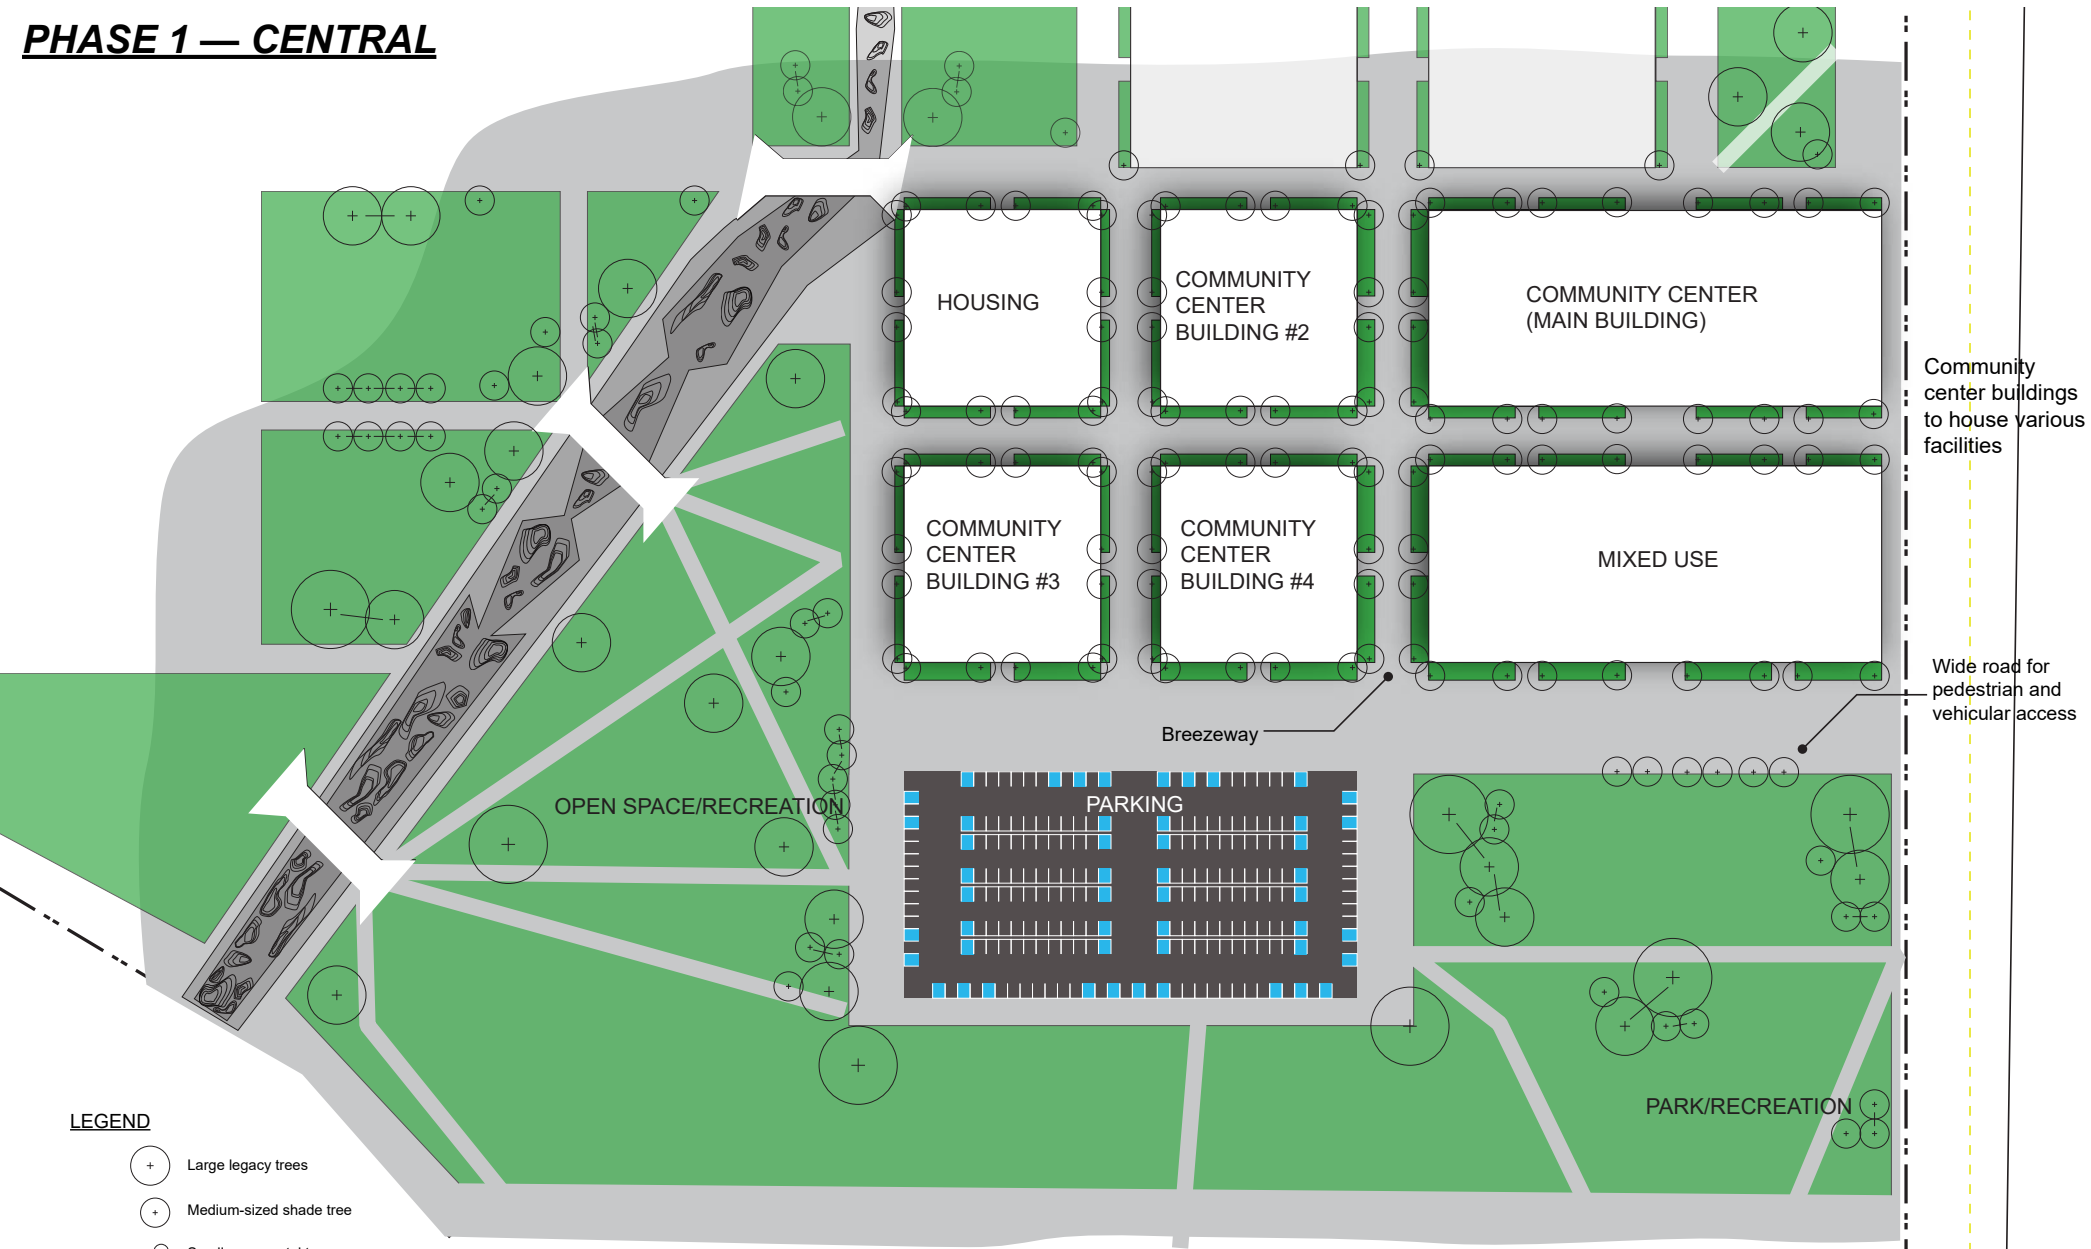 PHASE 1 — CENTRAL
HOUSING
COMMUNITY
CENTER
BUILDING #2
COMMUNITY CENTER
(MAIN BUILDING)
Community
center buildings
to house various
facilities
COMMUNITY
CENTER
BUILDING #3
COMMUNITY
CENTER
BUILDING #4
MIXED USE
Wide road for
pedestrian and
vehicular access
Breezeway
OPEN SPACE/RECREATION
PARKING
PARK/RECREATION
LEGEND
Large legacy trees
Medium-sized shade tree